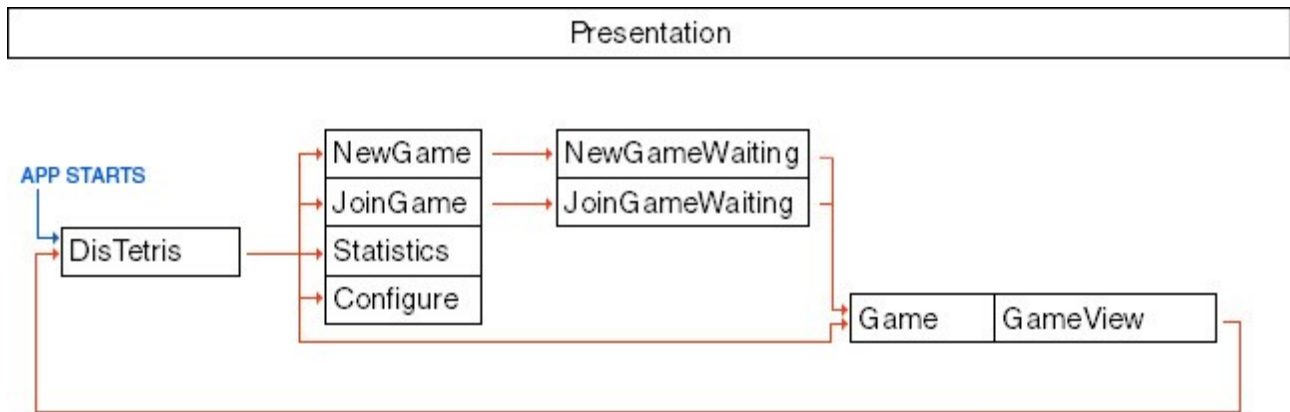 Presentation
APP STARTS
DisTetris
NewGame
JoinGame
Statistics
Configure
NewGameWaiting
JoinGameWaiting
Game
GameView